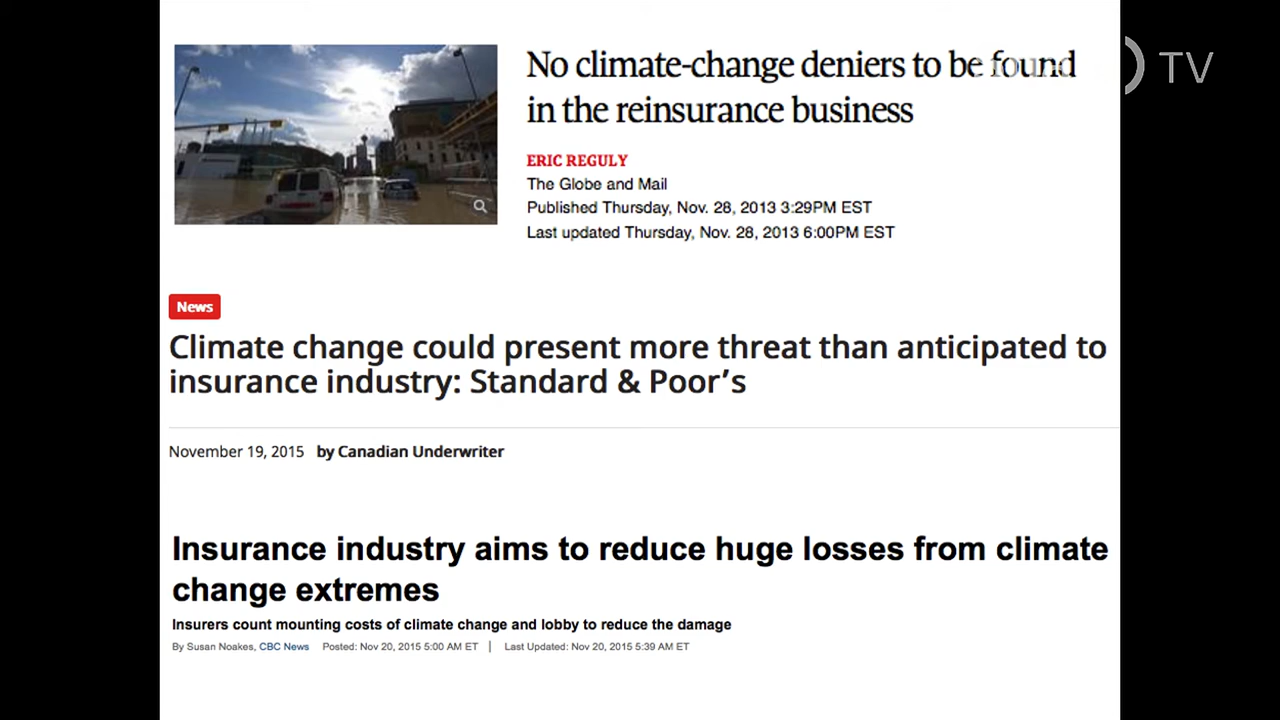 No climate-change deniers to be found
in the reinsurance business
ERIC REGULY
The Globe and Mail
Published Thursday, Nov. 28, 2013 3:29PM EST
Last updated Thursday, Nov. 28, 2013 6:00PM EST
TV
News
Climate change could present more threat than anticipated to
insurance industry: Standard & Poor's
November 19, 2015 by Canadian Underwriter
Insurance industry aims to reduce huge losses from climate
change extremes
Insurers count mounting costs of climate change and lobby to reduce the damage
By Susan Noakes, CBC News Posted: Nov 20, 2015 5:00 AM ET | Last Updated: Nov 20, 2015 5:39 AM ET